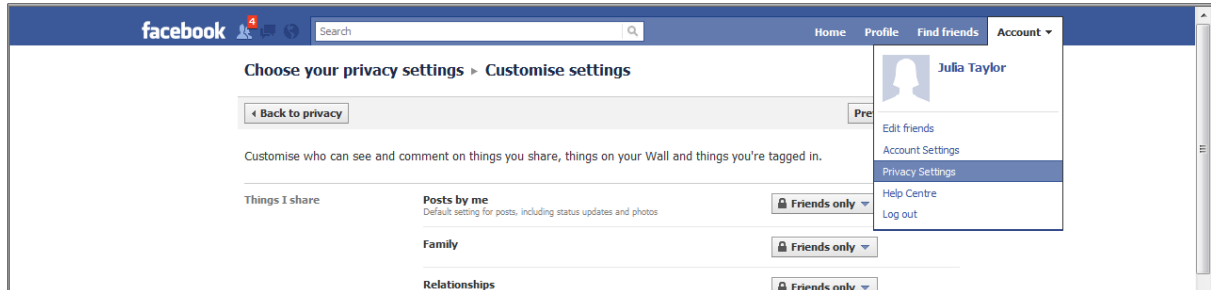 facebook 4 Search Home Profile Find friends Account
Choose your privacy settings Customise settings
Julia Taylor
Back to privacy
Edit friends
Account Settings
Privacy Settings
Help Centre
Log out
Customise who can see and comment on things you share, things on your Wall and things you're tagged in.
Things I share
Posts by me
Default setting for posts, including status updates and photos
Friends only
Family
Friends only
Relationships
Friends only